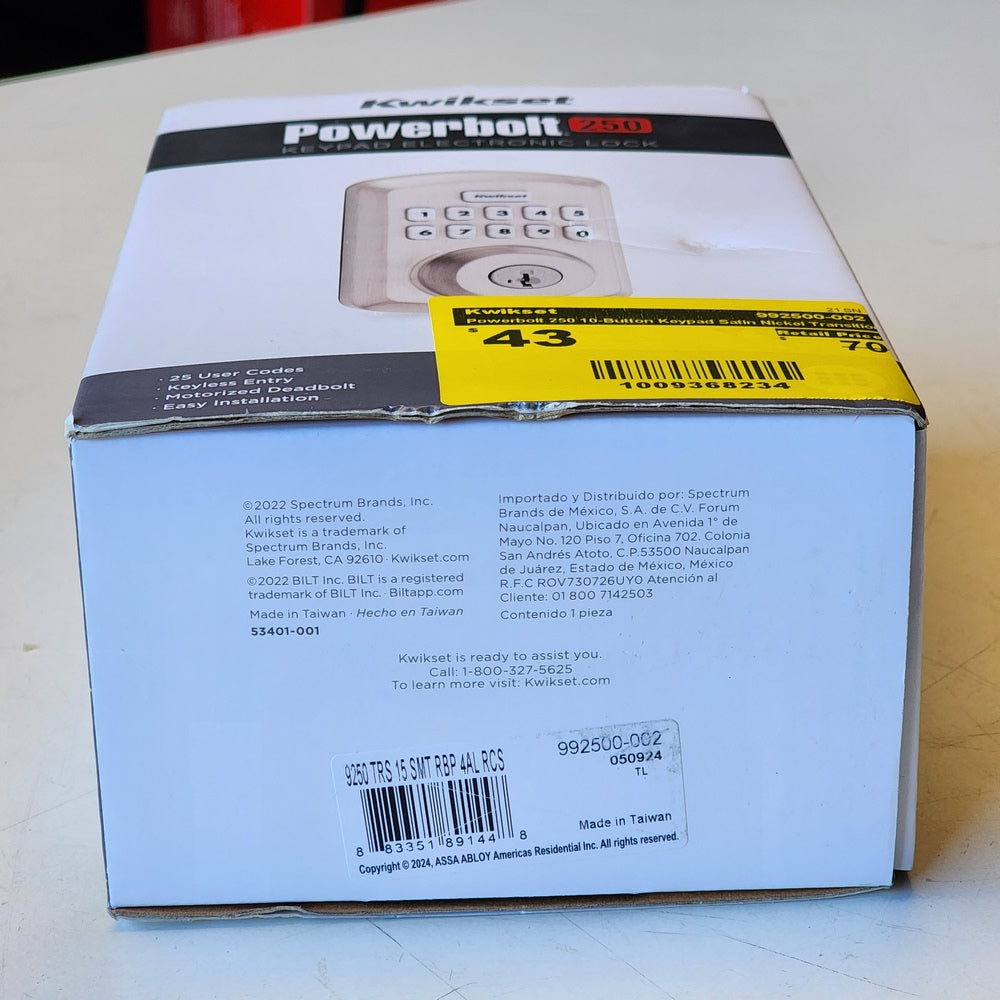 Kwikset
Powerbolt 250
KEYPAD ELECTRONIC LOCK
Kwikset
1 2 3 4 5
6 7 8 9 0
Kwikset 21 SN
992500-002
Powerbolt 250 10-Button Keypad Satin Nickel Transitio
$43
Retail Price
$70
1009368234
· 25 User Codes
· Keyless Entry
· Motorized Deadbolt
· Easy Installation
©2022 Spectrum Brands, Inc.
All rights reserved.
Kwikset is a trademark of
Spectrum Brands, Inc.
Lake Forest, CA 92610 · Kwikset.com
©2022 BILT Inc. BILT is a registered
trademark of BILT Inc. · Biltapp.com
Made in Taiwan · Hecho en Taiwan
53401-001
Importado y Distribuido por: Spectrum
Brands de México, S.A. de C.V. Forum
Naucalpan, Ubicado en Avenida 1° de
Mayo No. 120 Piso 7, Oficina 702. Colonia
San Andrés Atoto, C.P.53500 Naucalpan
de Juárez, Estado de México, México
R.F.C ROV730726UY0 Atención al
Cliente: 01 800 7142503
Contenido 1 pieza
Kwikset is ready to assist you.
Call: 1-800-327-5625
To learn more visit: Kwikset.com
9250 TRS 15 SMT RBP 4AL RCS
992500-002
050924
TL
8 83351 89144 8
Made in Taiwan
Copyright © 2024, ASSA ABLOY Americas Residential Inc. All rights reserved.